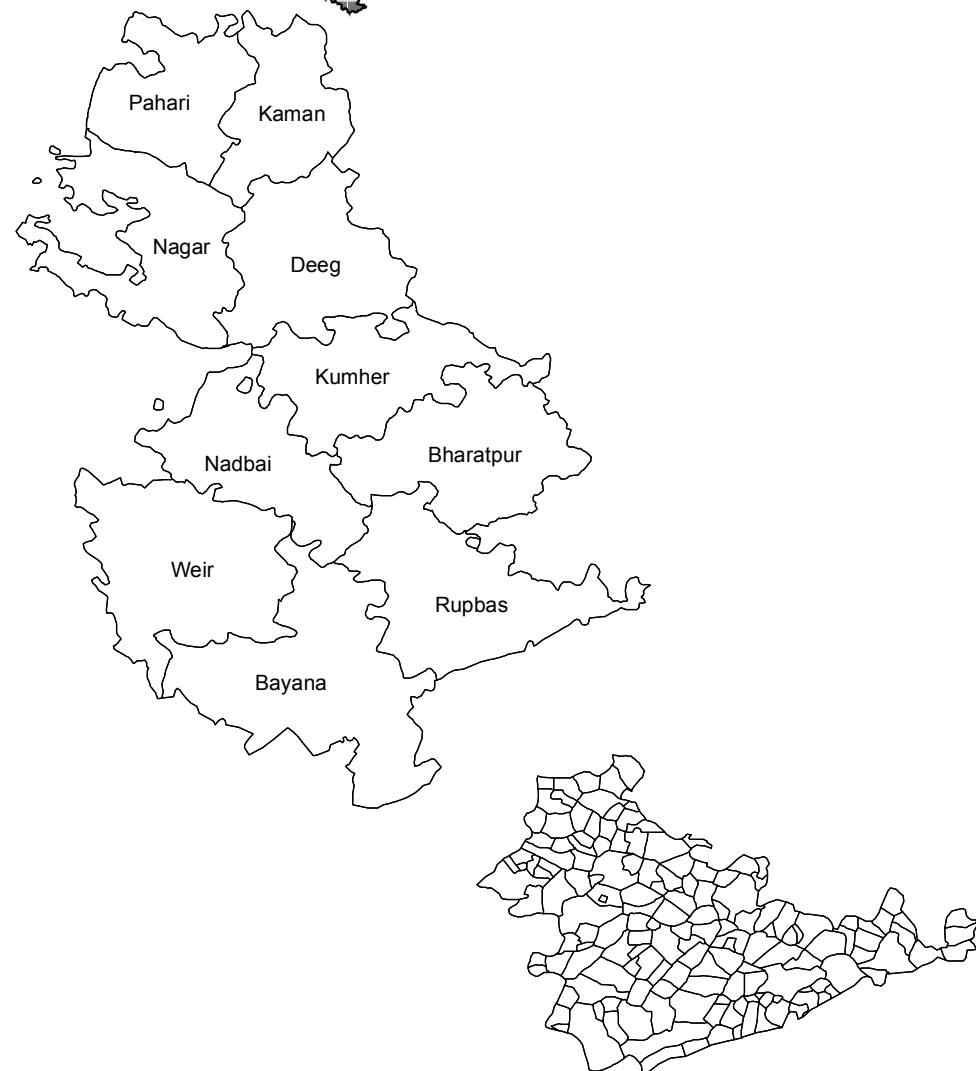 Pahari
Kaman
Nagar
Deeg
Kumher
Bharatpur
Nadbai
Weir
Rupbas
Bayana